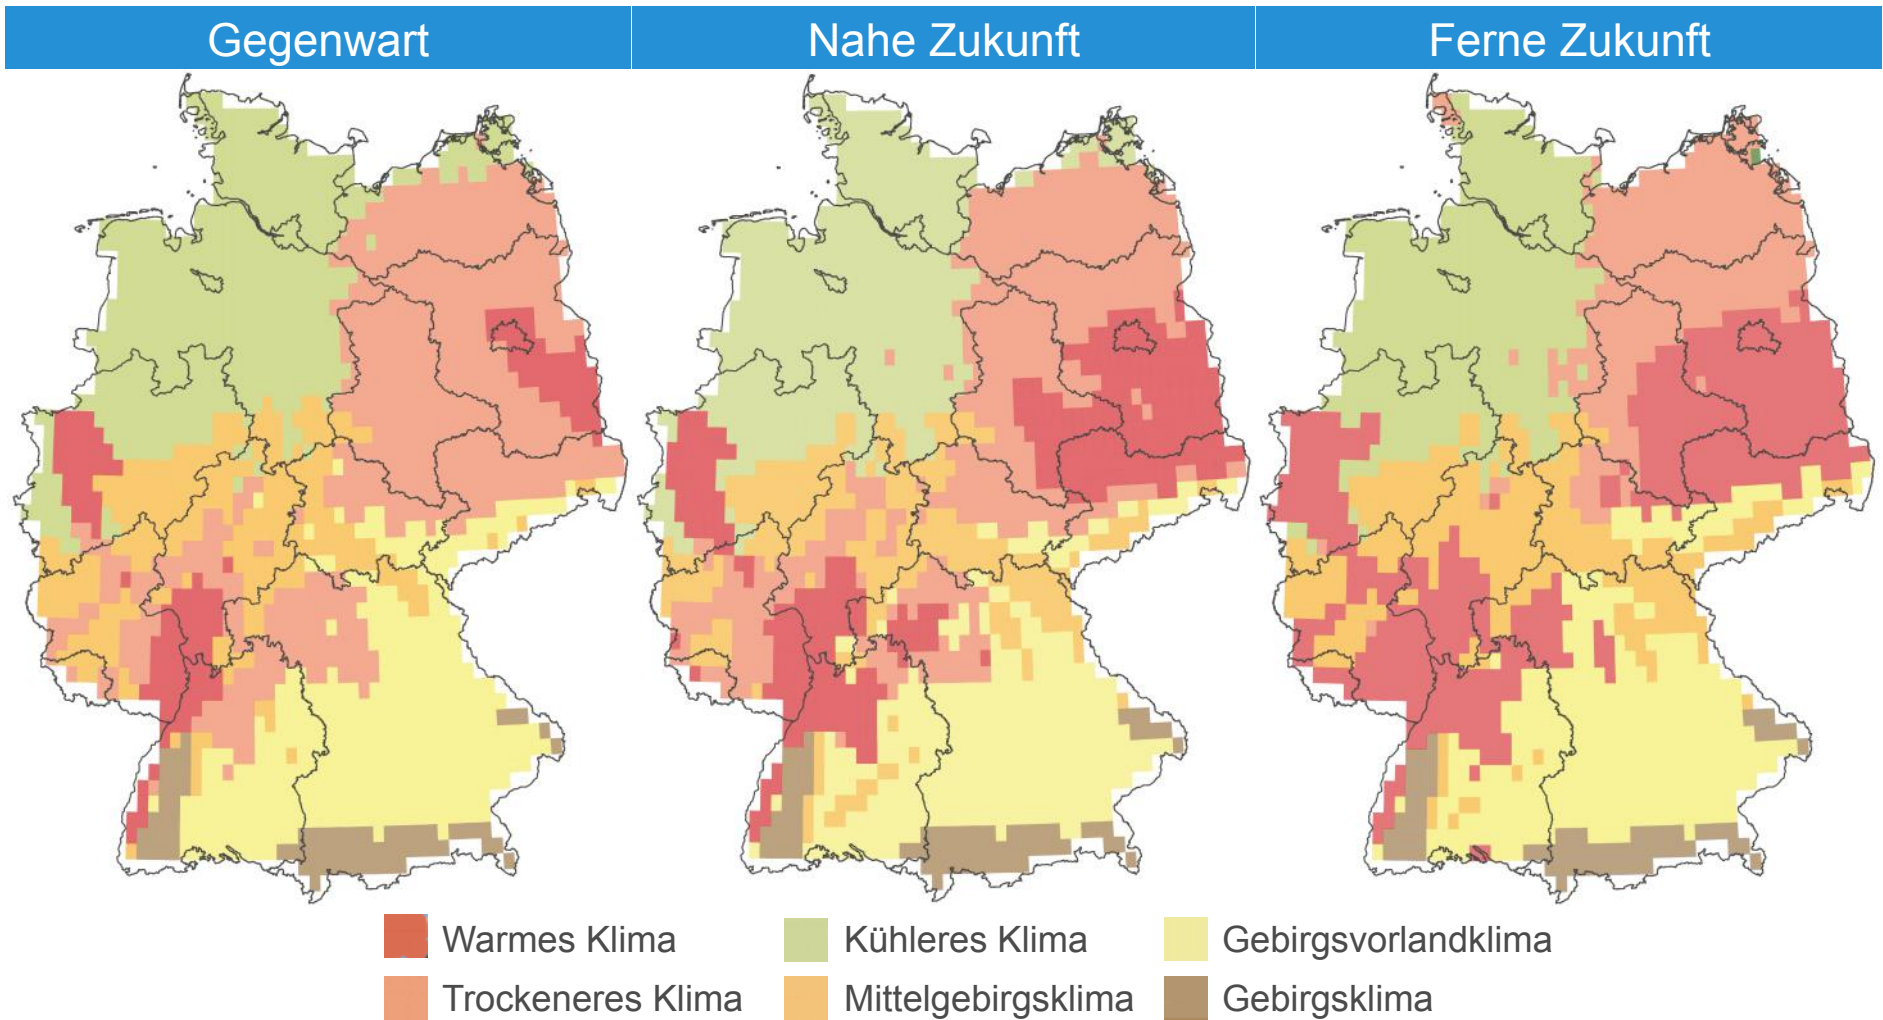 Gegenwart
Nahe Zukunft
Ferne Zukunft
Warmes Klima
Kühleres Klima
Gebirgsvorlandklima
Trockeneres Klima
Mittelgebirgsklima
Gebirgsklima